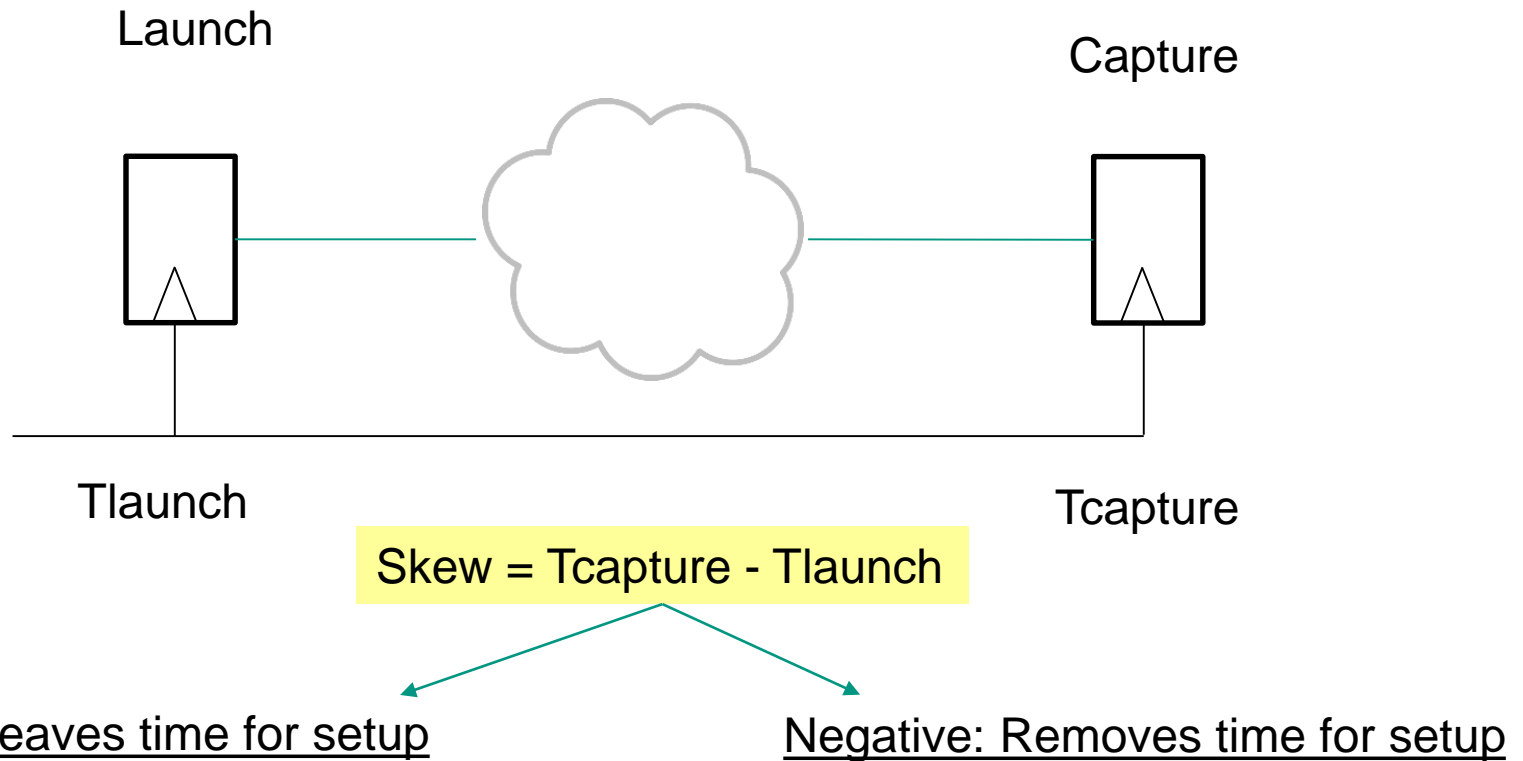 Launch
Capture
Tlaunch
Tcapture
Skew = Tcapture - Tlaunch
eaves time for setup
Negative: Removes time for setup